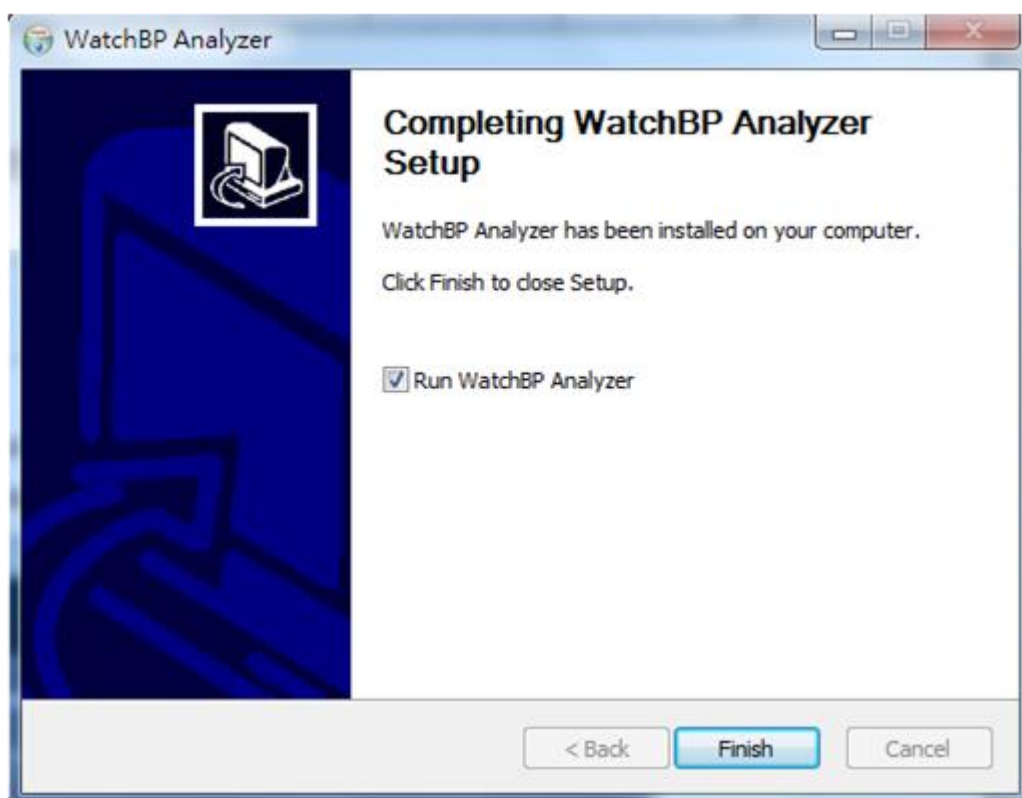 WatchBP Analyzer
Completing WatchBP Analyzer
Setup
WatchBP Analyzer has been installed on your computer.
Click Finish to close Setup.
Run WatchBP Analyzer
< Back
Finish
Cancel